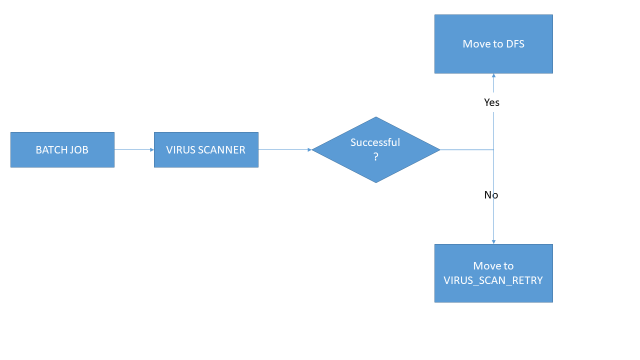 Move to DFS
Yes
BATCH JOB
VIRUS SCANNER
Successful
?
No
Move to
VIRUS_SCAN_RETRY